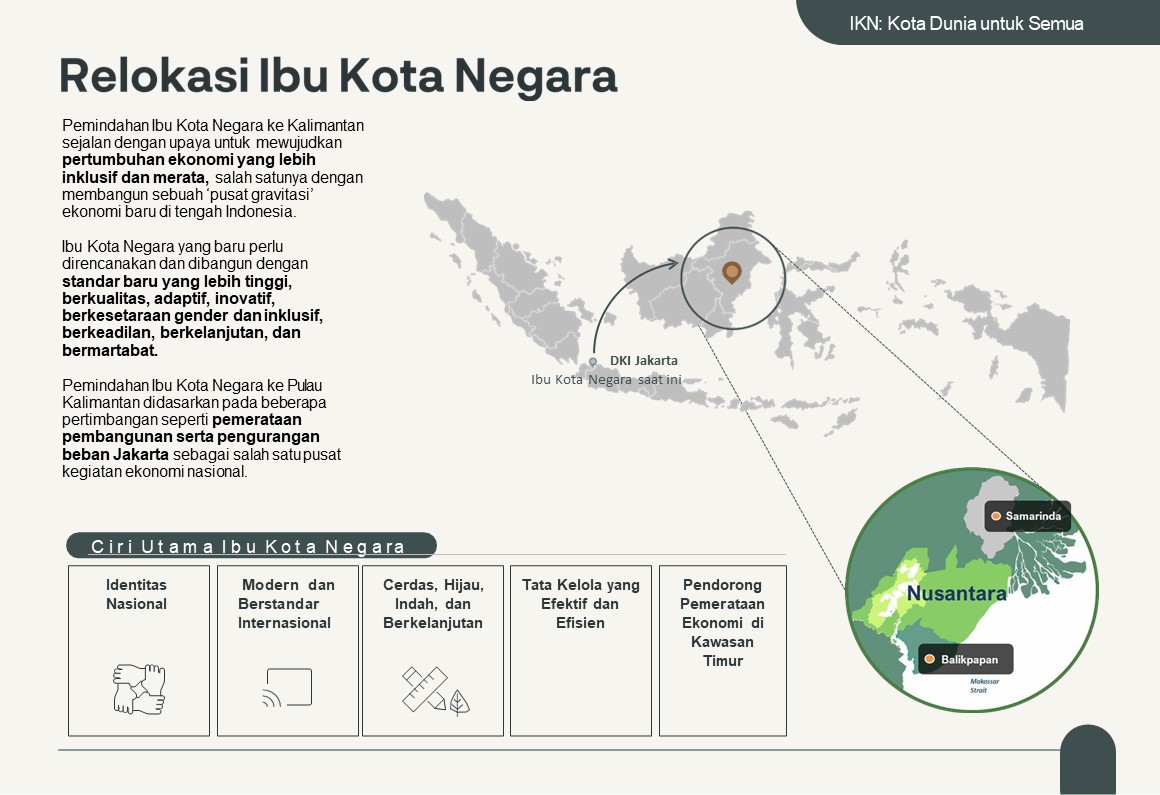 IKN: Kota Dunia untuk Semua
Relokasi Ibu Kota Negara
Pemindahan Ibu Kota Negara ke Kalimantan
sejalan dengan upaya untuk mewujudkan
pertumbuhan ekonomi yang lebih
inklusif dan merata, salah satunya dengan
membangun sebuah ‘pusat gravitasi’
ekonomi baru di tengah Indonesia.
Ibu Kota Negara yang baru perlu
direncanakan dan dibangun dengan
standar baru yang lebih tinggi,
berkualitas, adaptif, inovatif,
berkesetaraan gender dan inklusif,
berkeadilan, berkelanjutan, dan
bermartabat.
Pemindahan Ibu Kota Negara ke Pulau
Kalimantan didasarkan pada beberapa
pertimbangan seperti pemerataan
pembangunan serta pengurangan
beban Jakarta sebagai salah satu pusat
kegiatan ekonomi nasional.
DKI Jakarta
Ibu Kota Negara saat ini
Samarinda
Nusantara
Balikpapan
Makassar
Strait
Ciri Utama Ibu Kota Negara
Identitas
Nasional
Modern dan
Berstandar
Internasional
Cerdas, Hijau,
Indah, dan
Berkelanjutan
Tata Kelola yang
Efektif dan
Efisien
Pendorong
Pemerataan
Ekonomi di
Kawasan
Timur